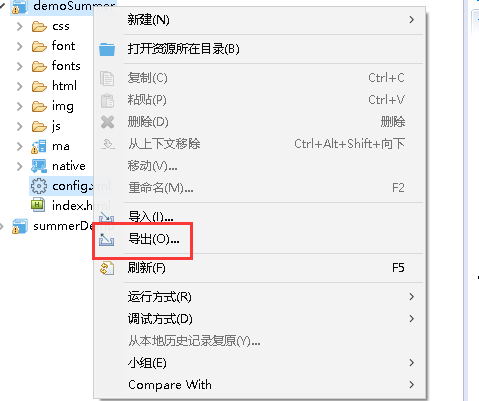 demoSummer
css
font
fonts
html
img
js
ma
native
config.xml
index.h
summerDe
新建(N)
打开资源所在目录(B)
复制(C) Ctrl+C
粘贴(P) Ctrl+V
删除(D) 删除
从上下文移除 Ctrl+Alt+Shift+向下
移动(V)...
重命名(M)... F2
导入(I)...
导出(O)...
刷新(F) F5
运行方式(R)
调试方式(D)
从本地历史记录复原(Y)...
小组(E)
Compare With